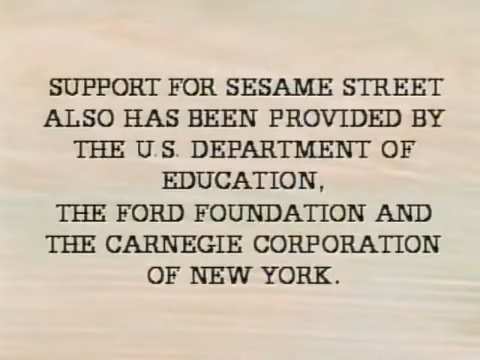 SUPPORT FOR SESAME STREET
ALSO HAS BEEN PROVIDED BY
THE U.S. DEPARTMENT OF
EDUCATION,
THE FORD FOUNDATION AND
THE CARNEGIE CORPORATION
OF NEW YORK.